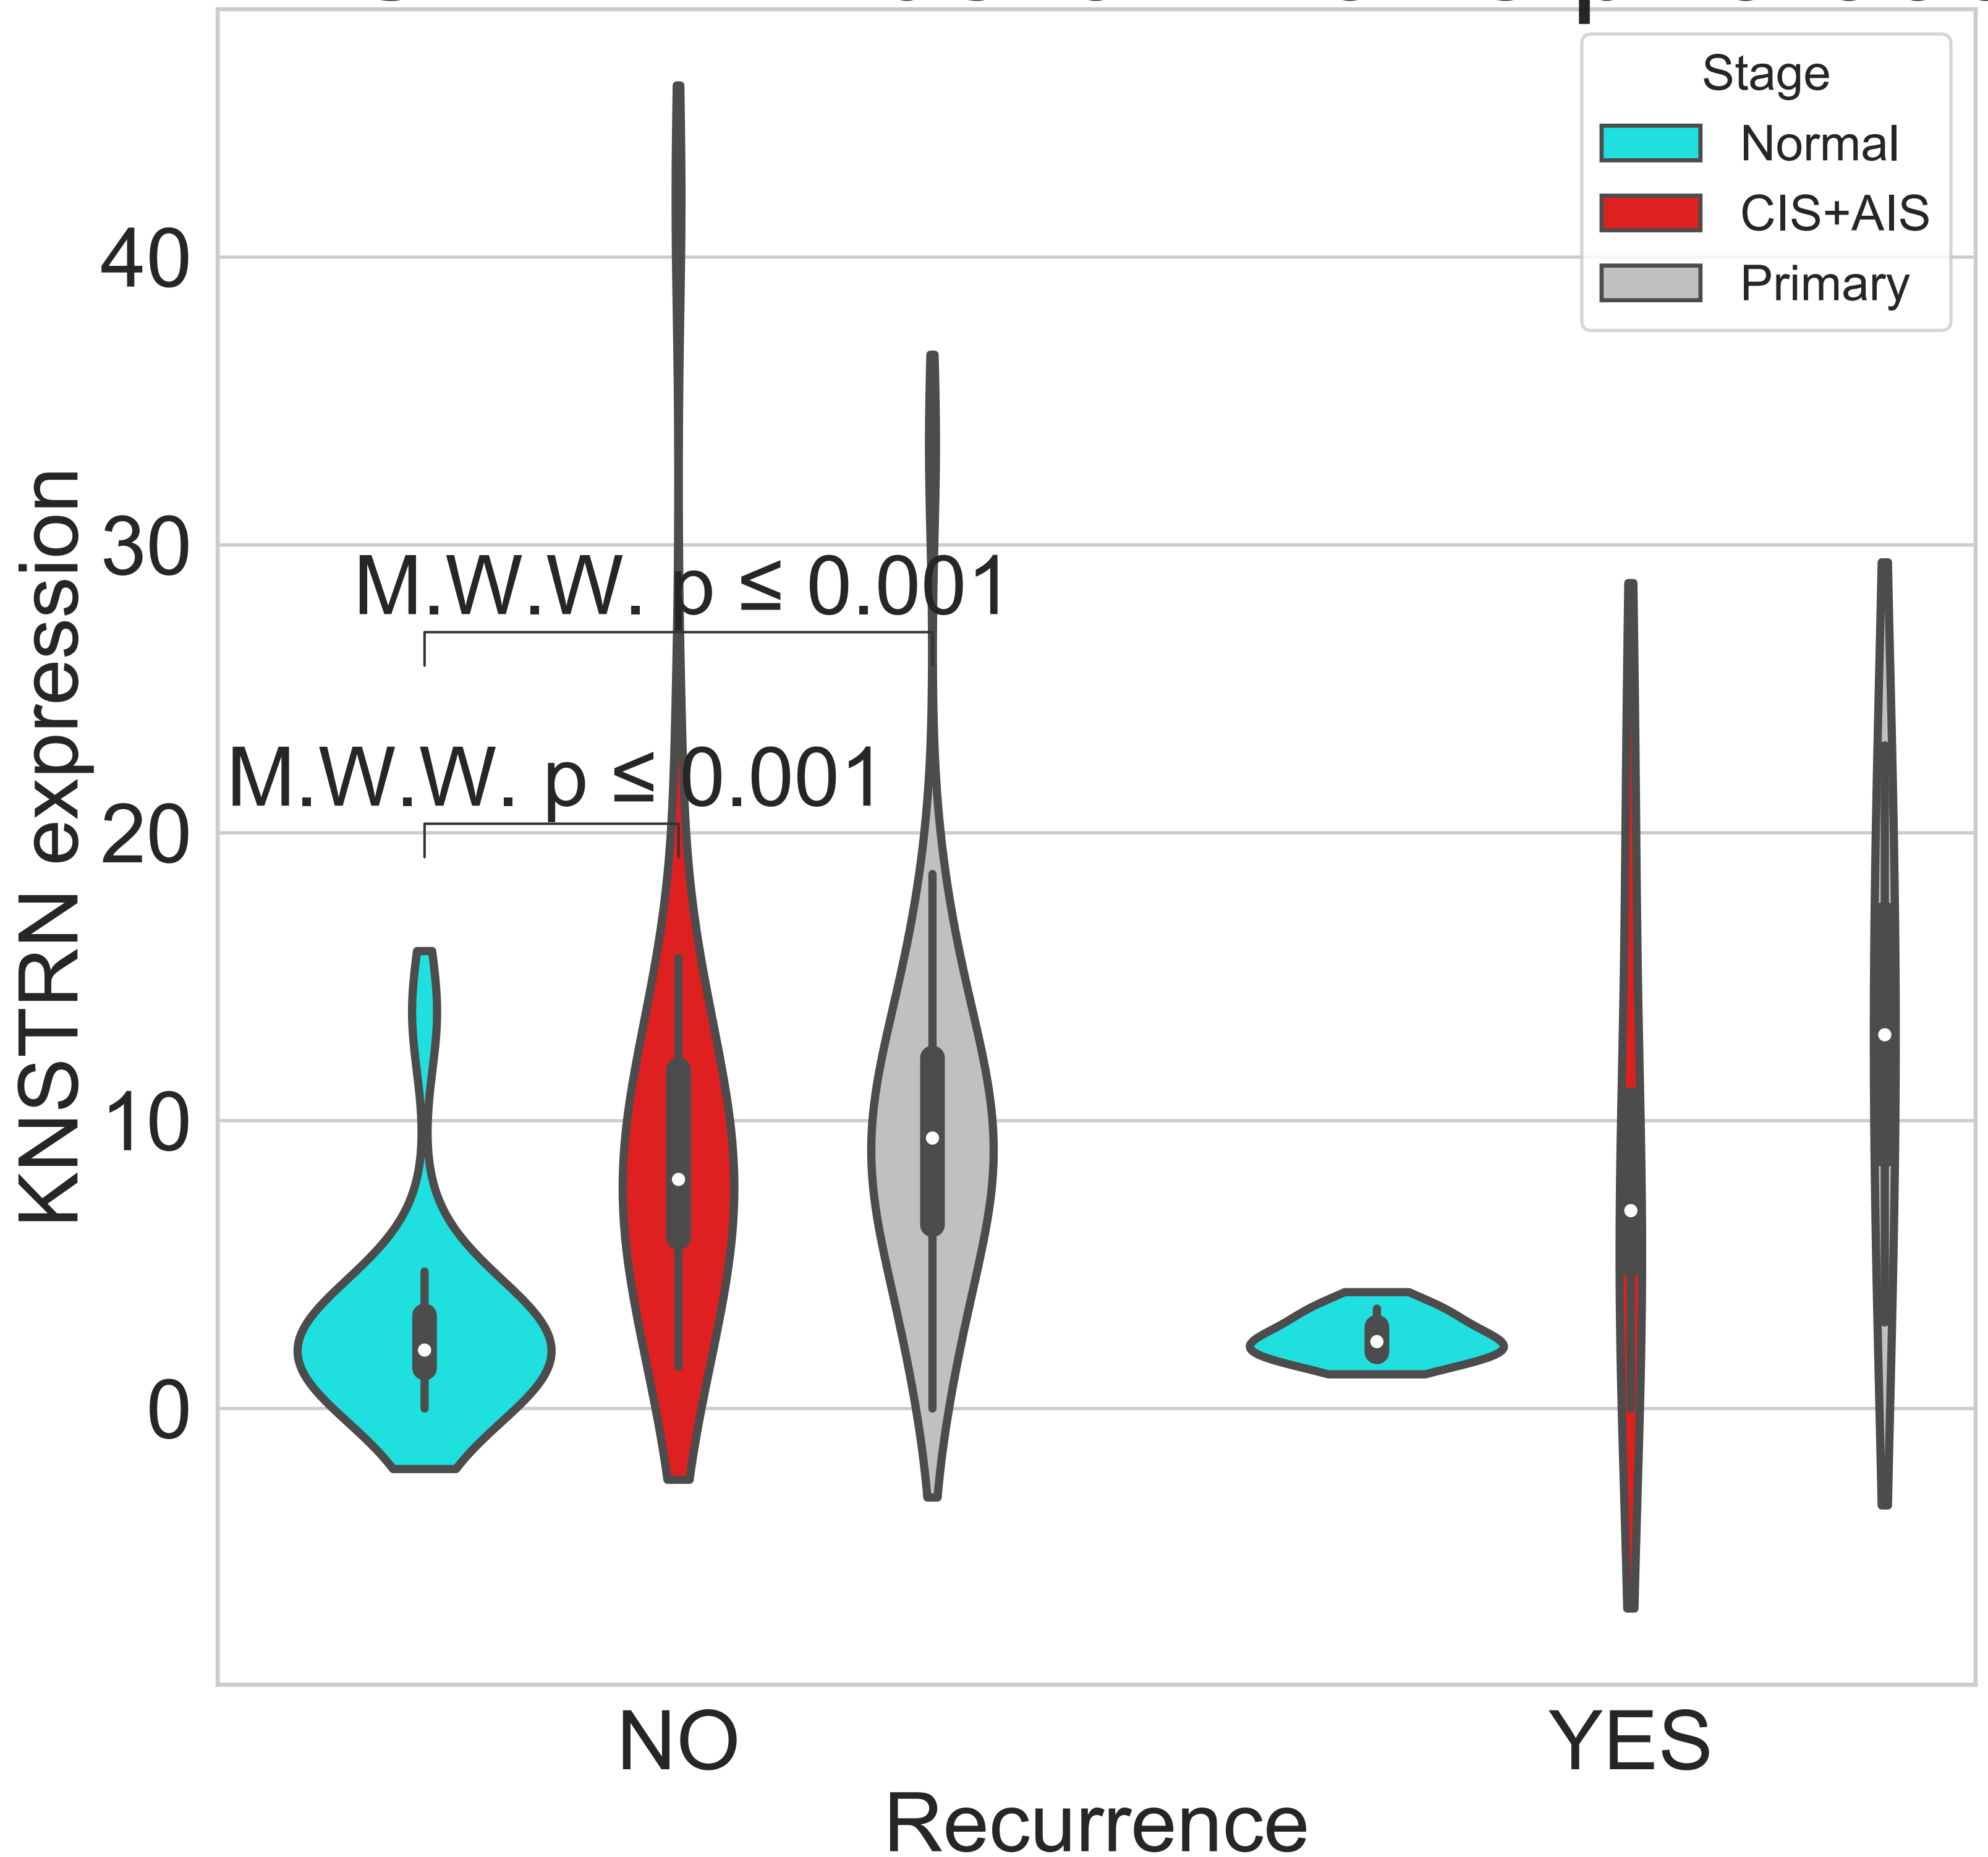 Stage
Normal
CIS+AIS
Primary
KNSTRN expression
40
30
20
10
0
M.W.W. p ≤ 0.001
M.W.W. p ≤ 0.001
NO
YES
Recurrence